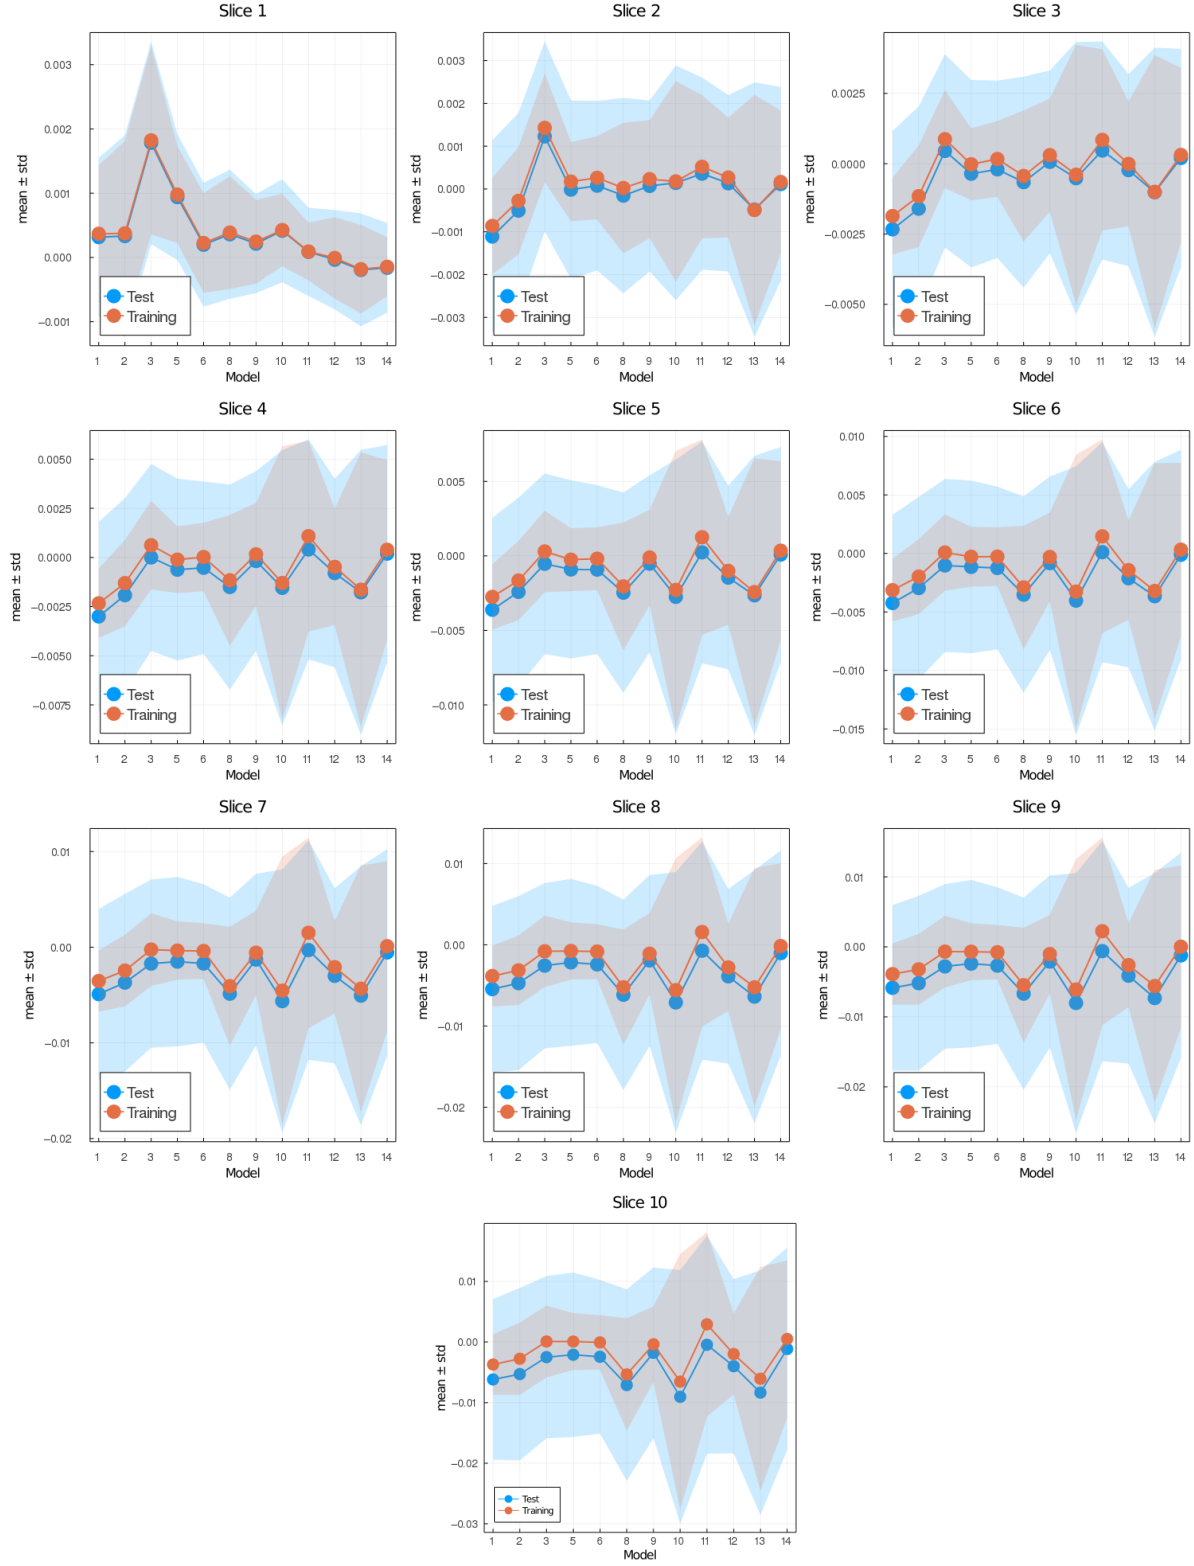 Slice 1
Slice 2
Slice 3
mean ± std
0.003
0.002
0.001
0.000
−0.001
Test
Training
1 2 3 5 6 8 9 10 11 12 13 14
Model
mean ± std
0.003
0.002
0.001
0.000
−0.001
−0.002
−0.003
Test
Training
1 2 3 5 6 8 9 10 11 12 13 14
Model
mean ± std
0.0025
0.0000
−0.0025
−0.0050
Test
Training
1 2 3 5 6 8 9 10 11 12 13 14
Model
Slice 4
Slice 5
Slice 6
mean ± std
0.0050
0.0025
0.0000
−0.0025
−0.0050
−0.0075
Test
Training
1 2 3 5 6 8 9 10 11 12 13 14
Model
mean ± std
0.005
0.000
−0.005
−0.010
Test
Training
1 2 3 5 6 8 9 10 11 12 13 14
Model
mean ± std
0.010
0.005
0.000
−0.005
−0.010
−0.015
Test
Training
1 2 3 5 6 8 9 10 11 12 13 14
Model
Slice 7
Slice 8
Slice 9
mean ± std
0.01
0.00
−0.01
−0.02
Test
Training
1 2 3 5 6 8 9 10 11 12 13 14
Model
mean ± std
0.01
0.00
−0.01
−0.02
Test
Training
1 2 3 5 6 8 9 10 11 12 13 14
Model
mean ± std
0.01
0.00
−0.01
−0.02
Test
Training
1 2 3 5 6 8 9 10 11 12 13 14
Model
Slice 10
mean ± std
0.01
0.00
−0.01
−0.02
−0.03
Test
Training
1 2 3 5 6 8 9 10 11 12 13 14
Model